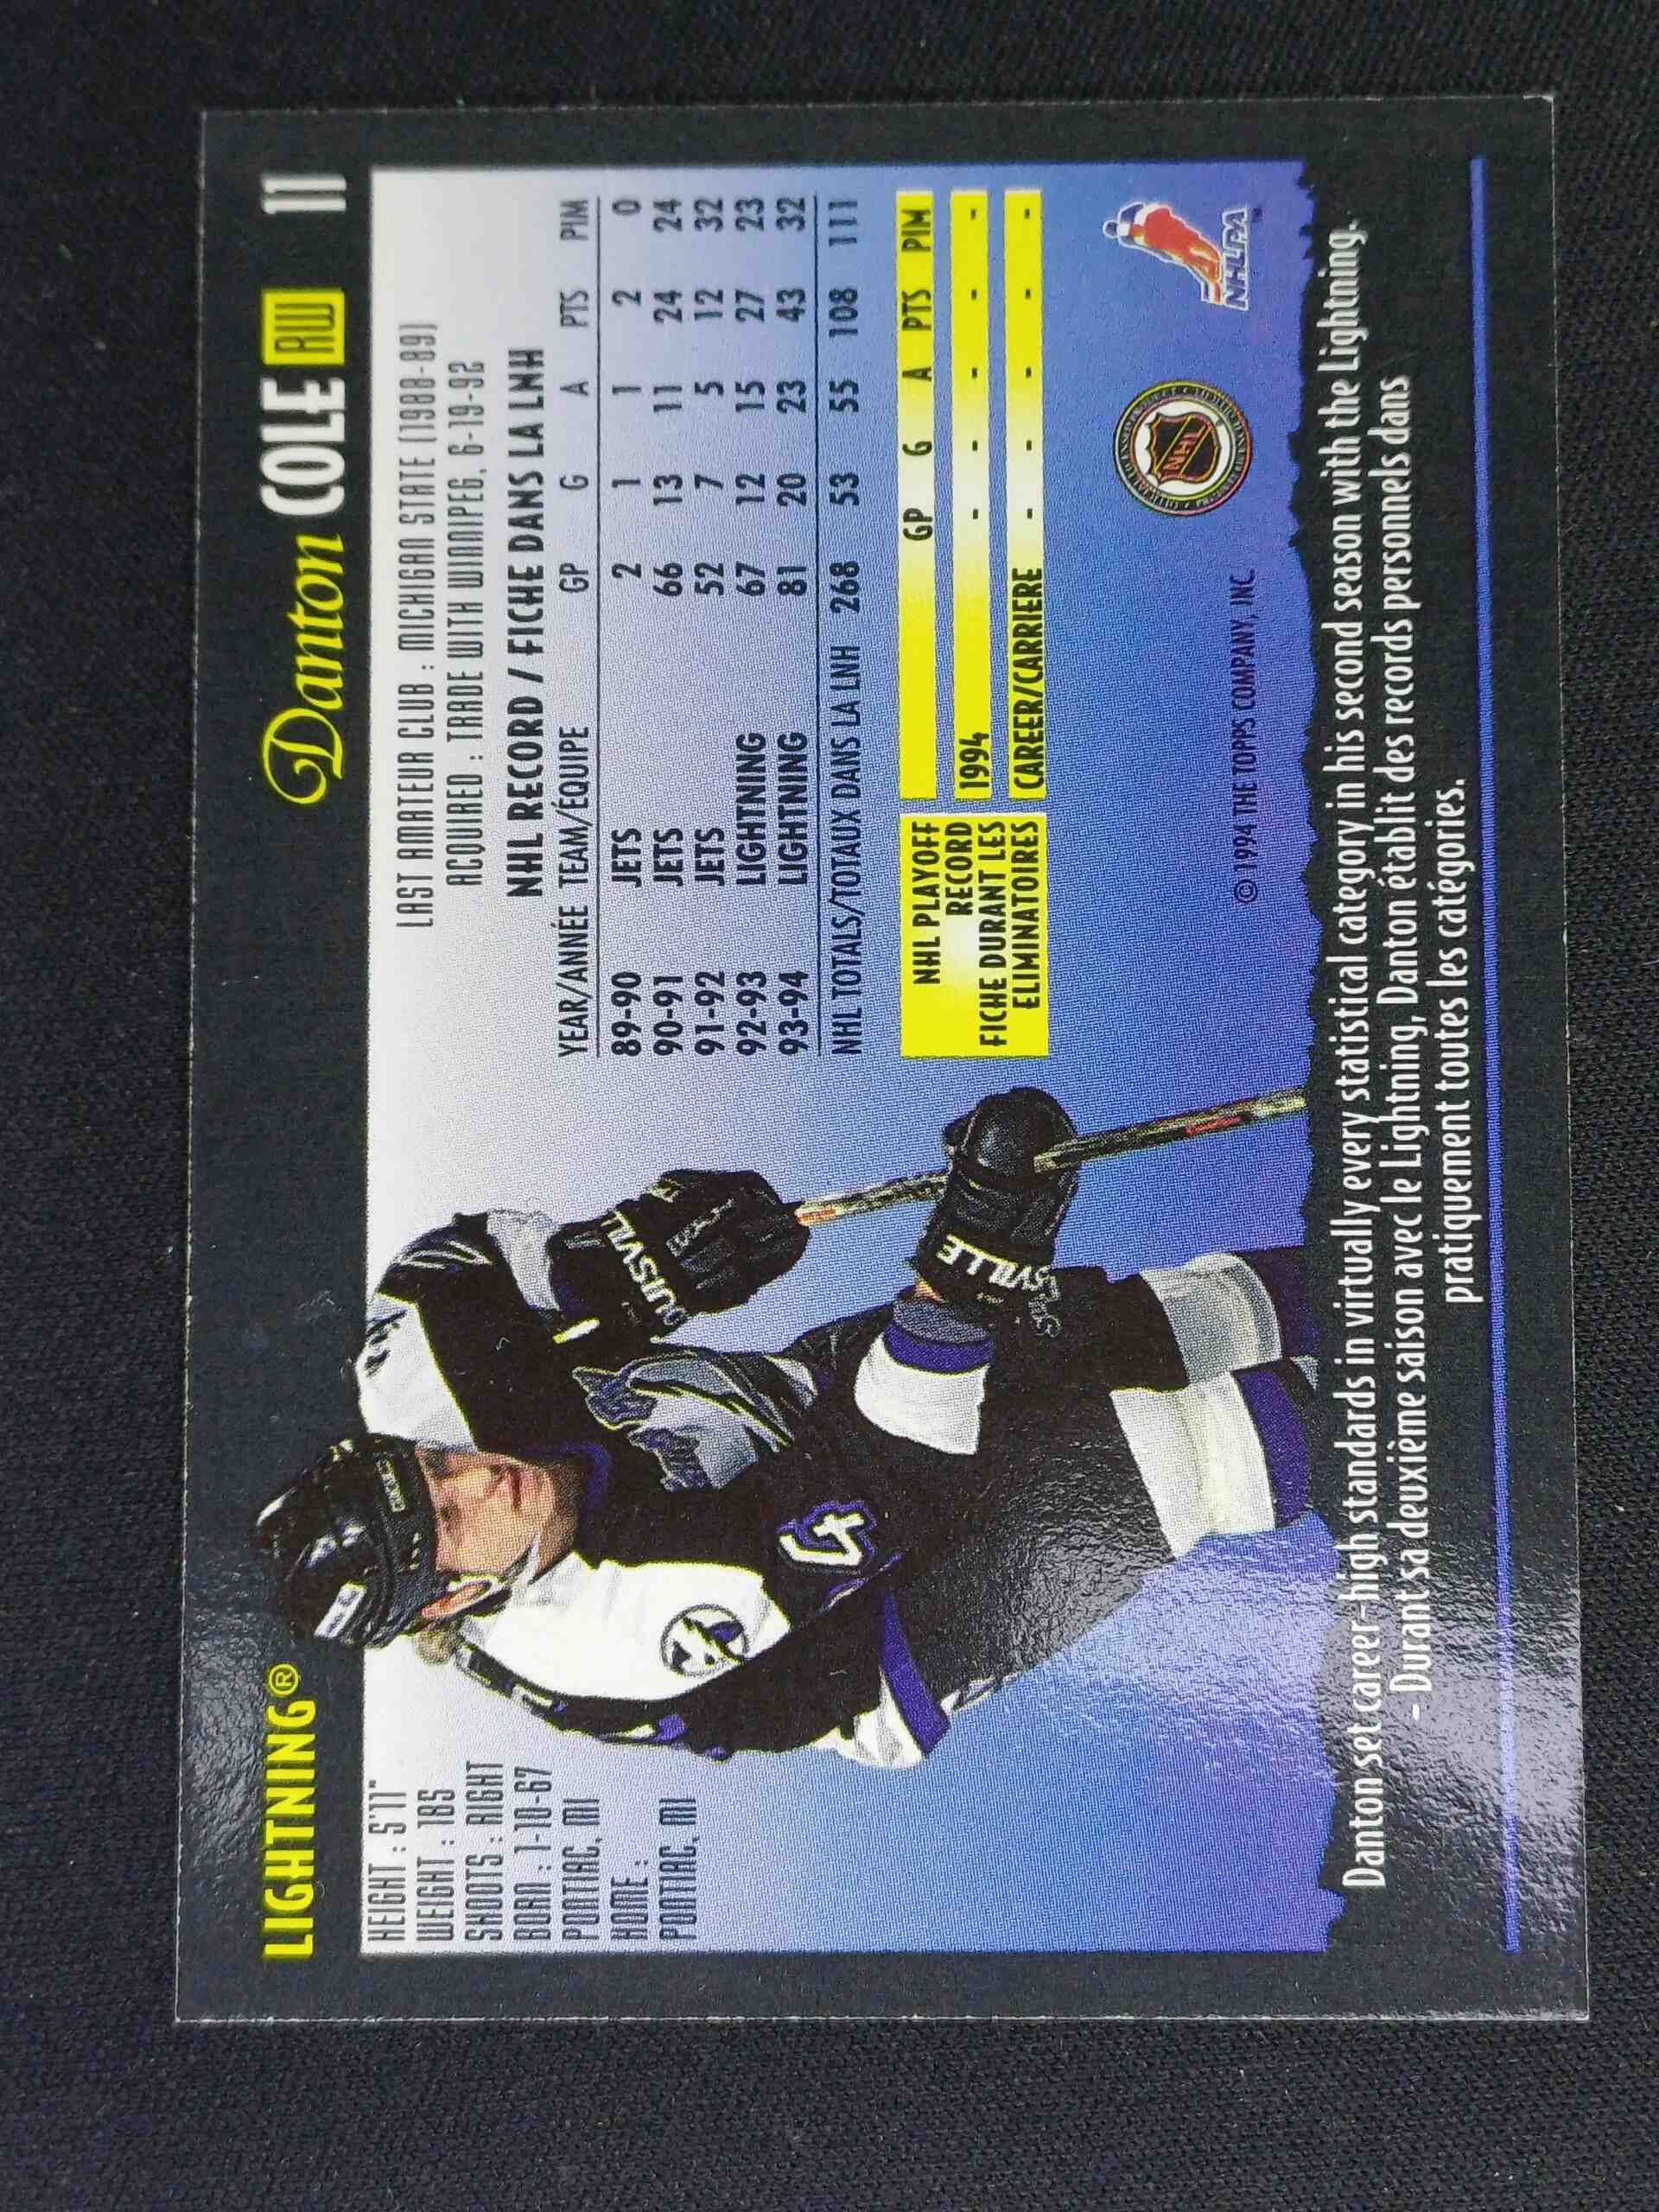 LIGHTNING® Danton COLE RW 11
HEIGHT : 5'11"
WEIGHT : 185
SHOOTS : RIGHT
BORN : 1-10-67
PONTIAC, MI
HOME :
PONTIAC, MI
LAST AMATEUR CLUB : MICHIGAN STATE (1988-89)
ACQUIRED : TRADE WITH WINNIPEG, 6-19-92
NHL RECORD / FICHE DANS LA LNH
YEAR/ANNÉE TEAM/ÉQUIPE GP G A PTS PIM
89-90 JETS 2 1 1 2 0
90-91 JETS 66 13 11 24 24
91-92 JETS 52 7 5 12 32
92-93 LIGHTNING 67 12 15 27 23
93-94 LIGHTNING 81 20 23 43 32
NHL TOTALS/TOTAUX DANS LA LNH 268 53 55 108 111
NHL PLAYOFF
RECORD
FICHE DURANT LES
ELIMINATOIRES
GP G A PTS PIM
1994 - - - - -
CAREER/CARRIERE - - - - -
© 1994 THE TOPPS COMPANY, INC.
NHL
NHLPA™
LOUISVILLE
SVILLE
4
Danton set career-high standards in virtually every statistical category in his second season with the Lightning.
- Durant sa deuxième saison avec le Lightning, Danton établit des records personnels dans
pratiquement toutes les catégories.